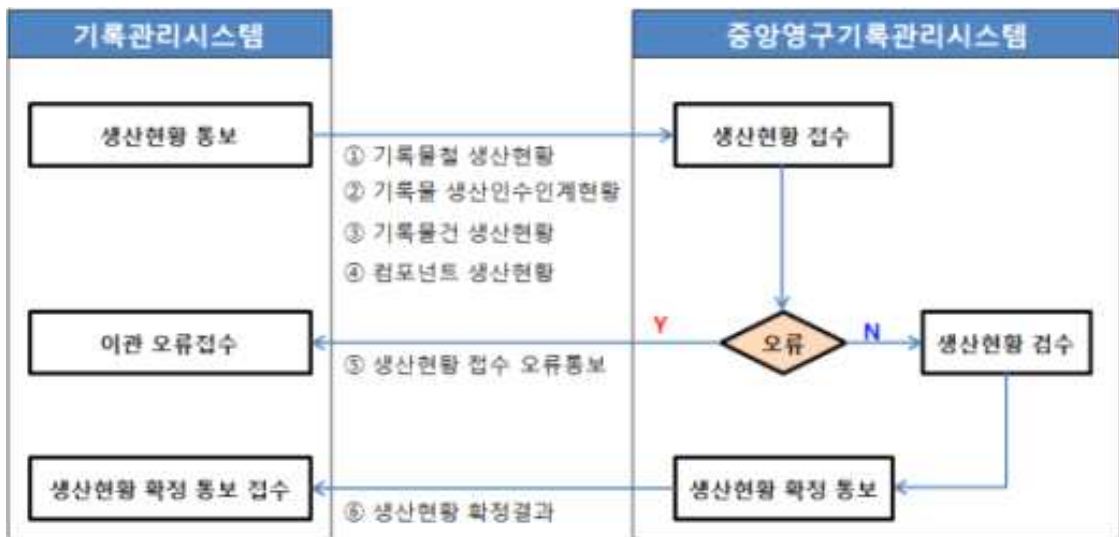 기록관리시스템
중앙영구기록관리시스템
생산현황 통보
생산현황 접수
① 기록물철 생산현황
② 기록물 생산인수인계현황
③ 기록물건 생산현황
④ 컴포넌트 생산현황
이관 오류접수
Y
오류
N
생산현황 검수
⑤ 생산현황 접수 오류통보
생산현황 확정 통보 접수
생산현황 확정 통보
⑥ 생산현황 확정결과